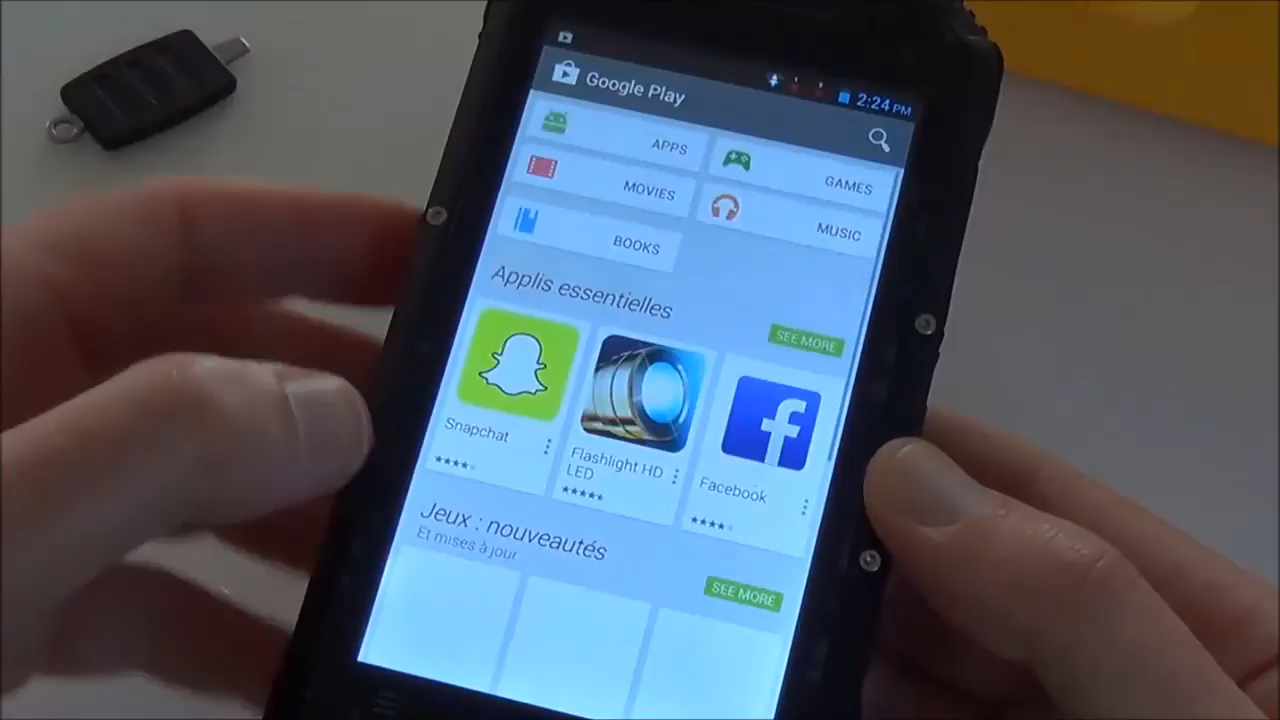 2:24 PM
Google Play
APPS
GAMES
MOVIES
MUSIC
BOOKS
Applis essentielles
SEE MORE
Snapchat
Flashlight HD
LED
Facebook
Jeux : nouveautés
Et mises à jour
SEE MORE